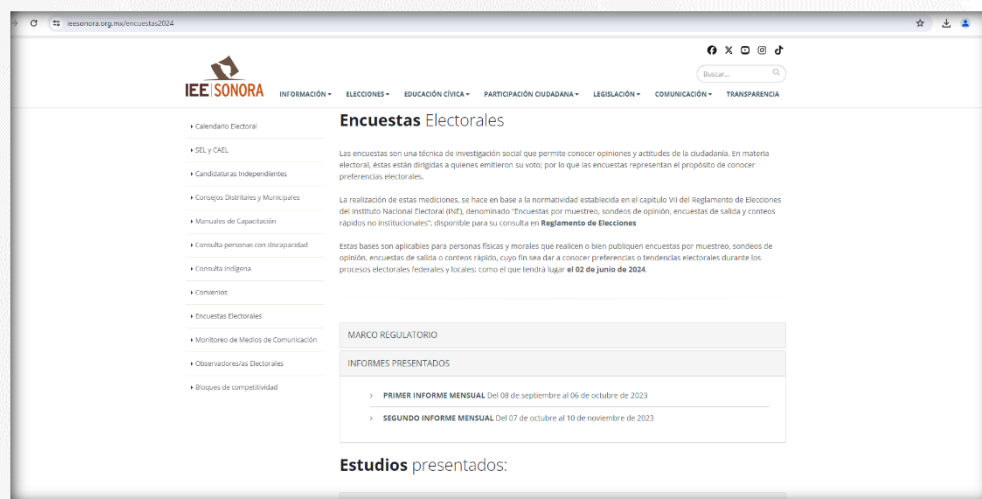 ieesonora.org.mx/encuestas2024
IEE SONORA
Buscar...
INFORMACIÓN ELECCIONES EDUCACIÓN CÍVICA PARTICIPACIÓN CIUDADANA LEGISLACIÓN COMUNICACIÓN TRANSPARENCIA
Calendario Electoral
SEL y CAEL
Candidaturas Independientes
Consejos Distritales y Municipales
Manuales de Capacitación
Consulta personas con discapacidad
Consulta Indígena
Convenios
Encuestas Electorales
Monitoreo de Medios de Comunicación
Observadores/as Electorales
Bloques de competitividad
Encuestas Electorales
Las encuestas son una técnica de investigación social que permite conocer opiniones y actitudes de la ciudadanía. En materia
electoral, éstas están dirigidas a quienes emitieron su voto; por lo que las encuestas representan el propósito de conocer
preferencias electorales.
La realización de estas mediciones, se hace en base a la normatividad establecida en el capítulo VII del Reglamento de Elecciones
del Instituto Nacional Electoral (INE), denominado "Encuestas por muestreo, sondeos de opinión, encuestas de salida y conteos
rápidos no institucionales"; disponible para su consulta en Reglamento de Elecciones
Estas bases son aplicables para personas físicas y morales que realicen o bien publiquen encuestas por muestreo, sondeos de
opinión, encuestas de salida o conteos rápido, cuyo fin sea dar a conocer preferencias o tendencias electorales durante los
procesos electorales federales y locales; como el que tendrá lugar el 02 de junio de 2024.
MARCO REGULATORIO
INFORMES PRESENTADOS
PRIMER INFORME MENSUAL Del 08 de septiembre al 06 de octubre de 2023
SEGUNDO INFORME MENSUAL Del 07 de octubre al 10 de noviembre de 2023
Estudios presentados: